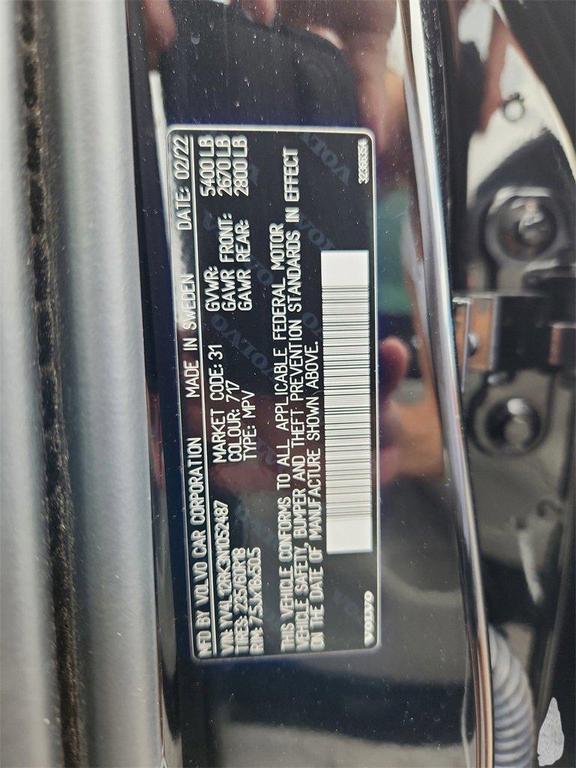 MFD BY VOLVO CAR CORPORATION MADE IN SWEDEN DATE: 02/22
VIN: YV4L12RK3N1052487 MARKET CODE: 31 GVWR: 5400 LB
TIRES: 235/60R18 COLOUR: 717 GAWR FRONT: 2670 LB
RIM: 7.5JX18X50.5 TYPE: MPV GAWR REAR: 2800 LB
THIS VEHICLE CONFORMS TO ALL APPLICABLE FEDERAL MOTOR
VEHICLE SAFETY, BUMPER AND THEFT PREVENTION STANDARDS IN EFFECT
ON THE DATE OF MANUFACTURE SHOWN ABOVE.
VOLVO